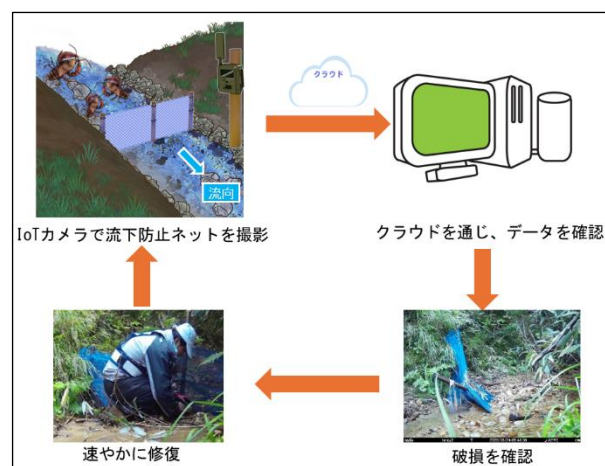 クラウド
流向
IoTカメラで流下防止ネットを撮影
クラウドを通じ、データを確認
速やかに修復
破損を確認